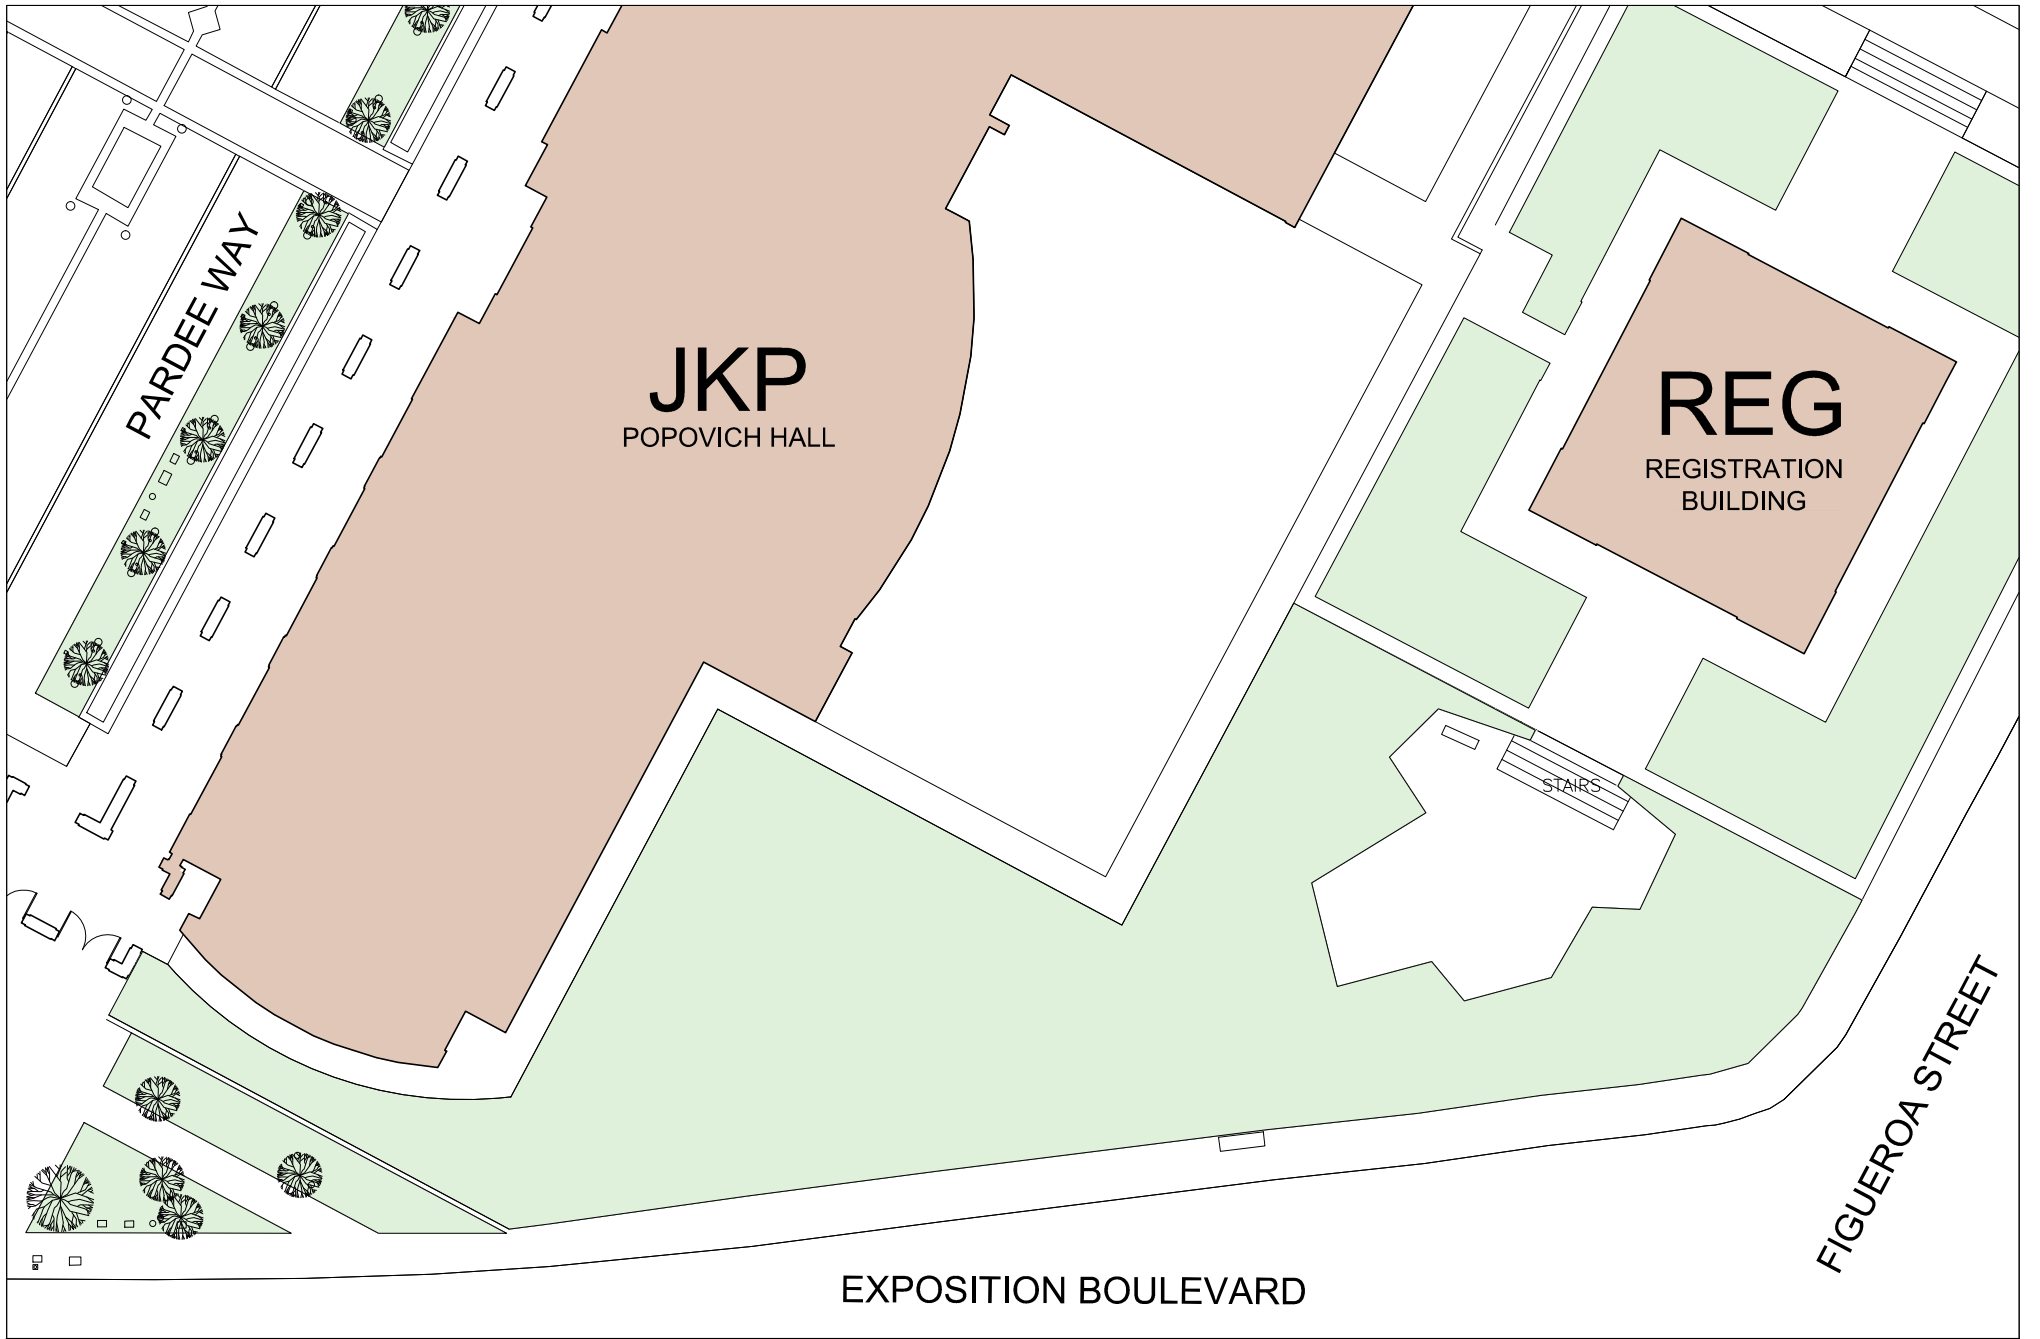 PARDEE WAY
JKP
POPOVICH HALL
REG
REGISTRATION
BUILDING
STAIRS
FIGUEROA STREET
EXPOSITION BOULEVARD